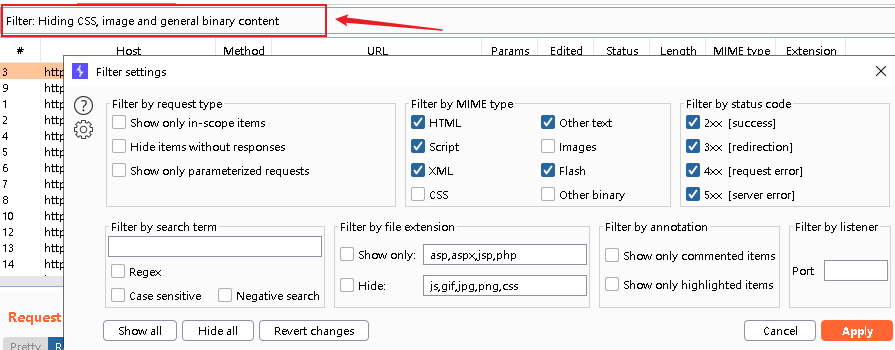 Filter: Hiding CSS, image and general binary content
# Host Method URL Params Edited Status Length MIME type Extension
3 http
9 http
1 http
2 http
4 http
5 http
6 http
7 http
8 http
10 http
12 http
13 http
14 http
Filter settings
Filter by request type
Show only in-scope items
Hide items without responses
Show only parameterized requests
Filter by MIME type
HTML Other text
Script Images
XML Flash
CSS Other binary
Filter by status code
2xx [success]
3xx [redirection]
4xx [request error]
5xx [server error]
Filter by search term
Regex
Case sensitive Negative search
Filter by file extension
Show only: asp,aspx,jsp,php
Hide: js,gif,jpg,png,css
Filter by annotation
Show only commented items
Show only highlighted items
Filter by listener
Port
Show all Hide all Revert changes Cancel Apply
Request
Pretty R